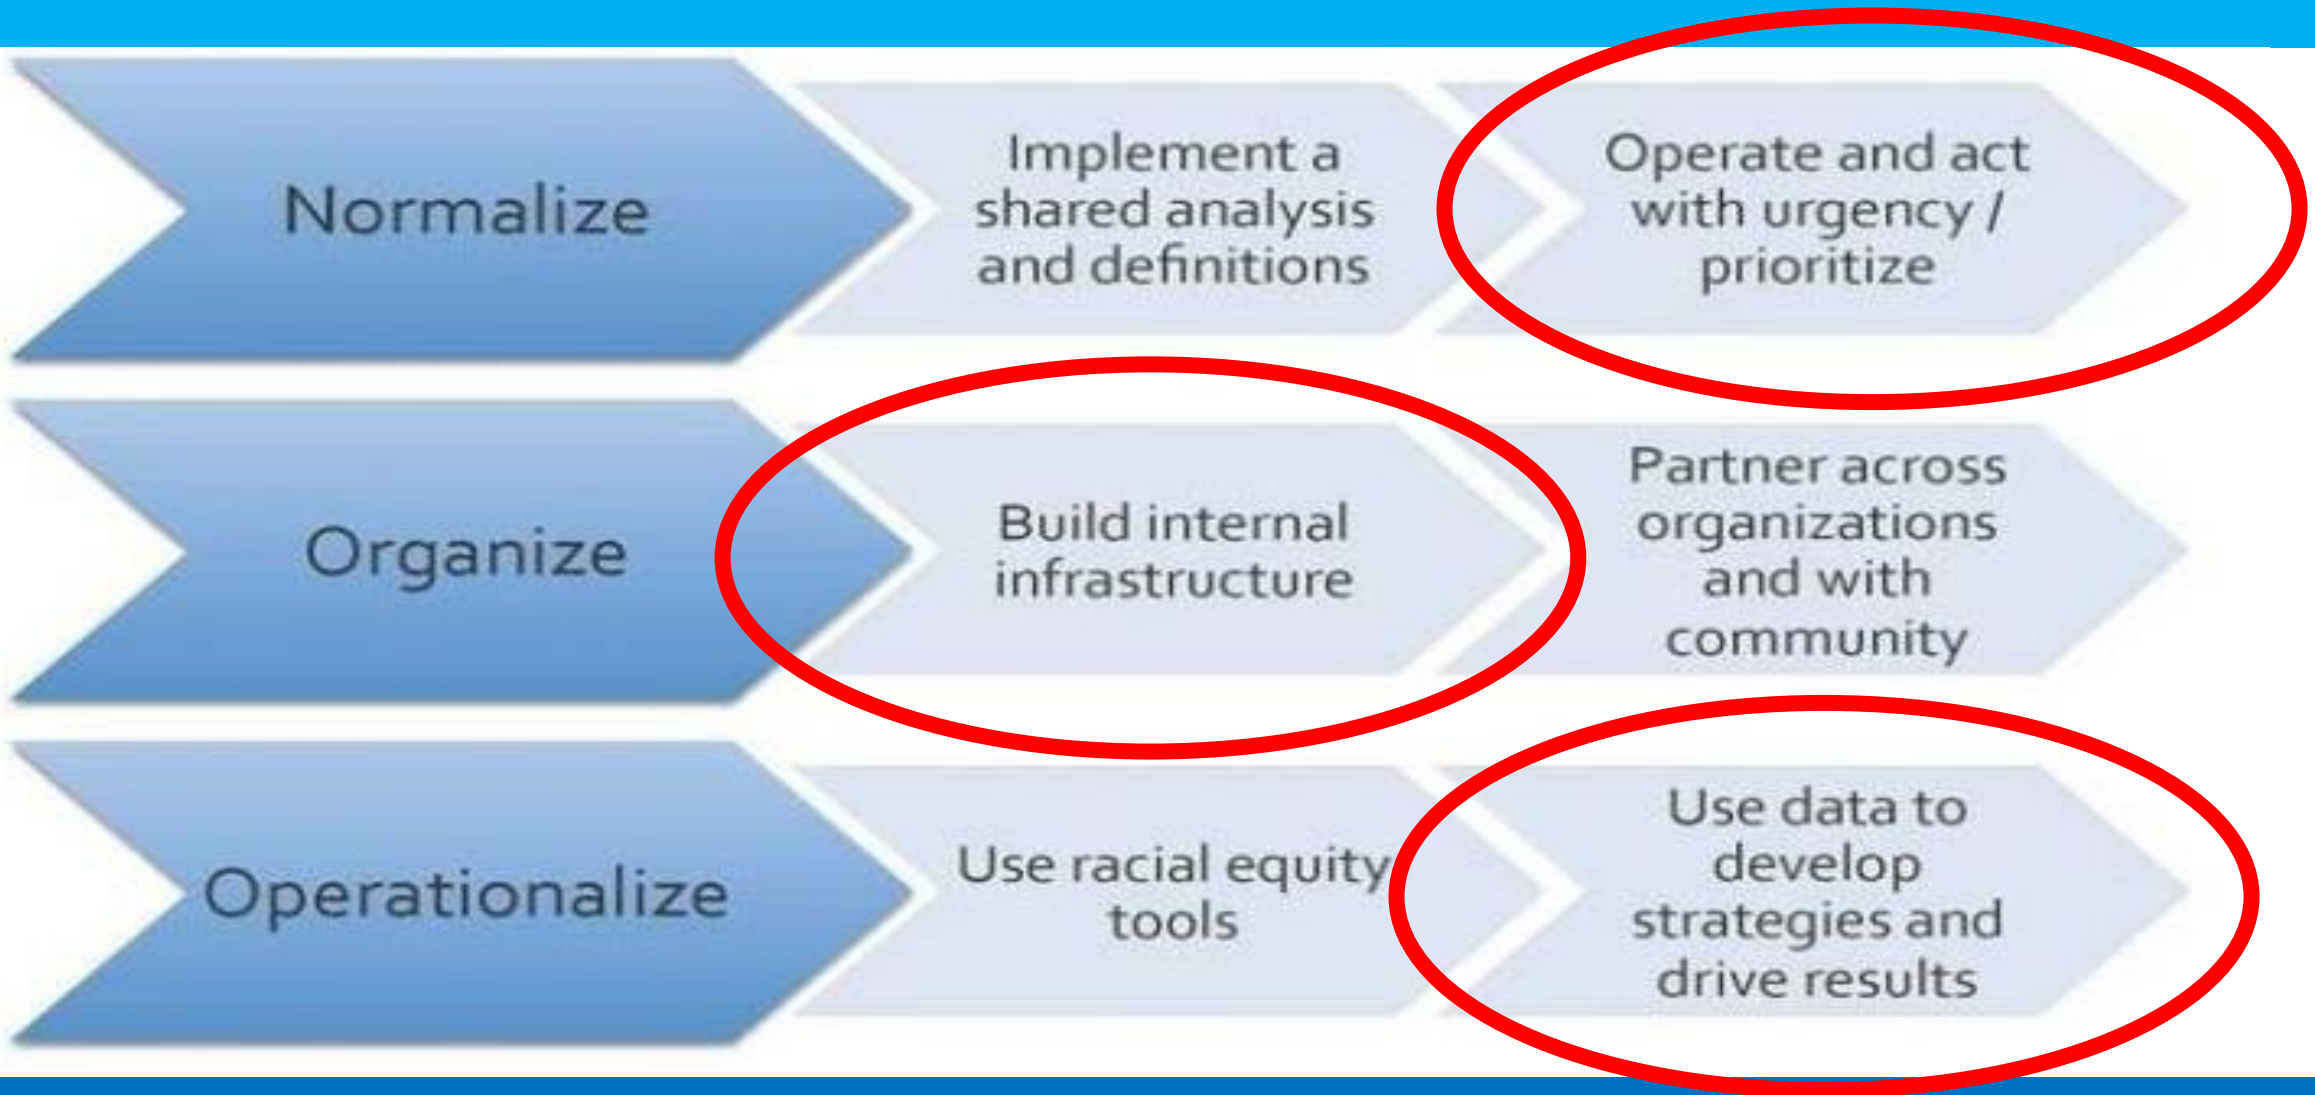 Normalize
Implement a
shared analysis
and definitions
Operate and act
with urgency /
prioritize
Organize
Build internal
infrastructure
Partner across
organizations
and with
community
Operationalize
Use racial equity
tools
Use data to
develop
strategies and
drive results